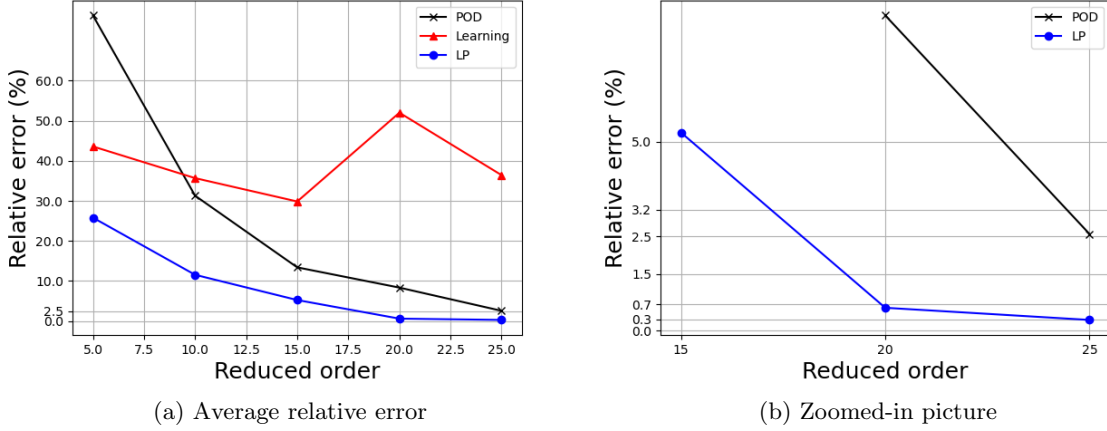 POD
Learning
LP
Relative error (%)
60.0
50.0
40.0
30.0
20.0
10.0
2.5
0.0
5.0 7.5 10.0 12.5 15.0 17.5 20.0 22.5 25.0
Reduced order
(a) Average relative error
POD
LP
Relative error (%)
5.0
3.2
2.5
1.5
0.7
0.3
0.0
15 20 25
Reduced order
(b) Zoomed-in picture